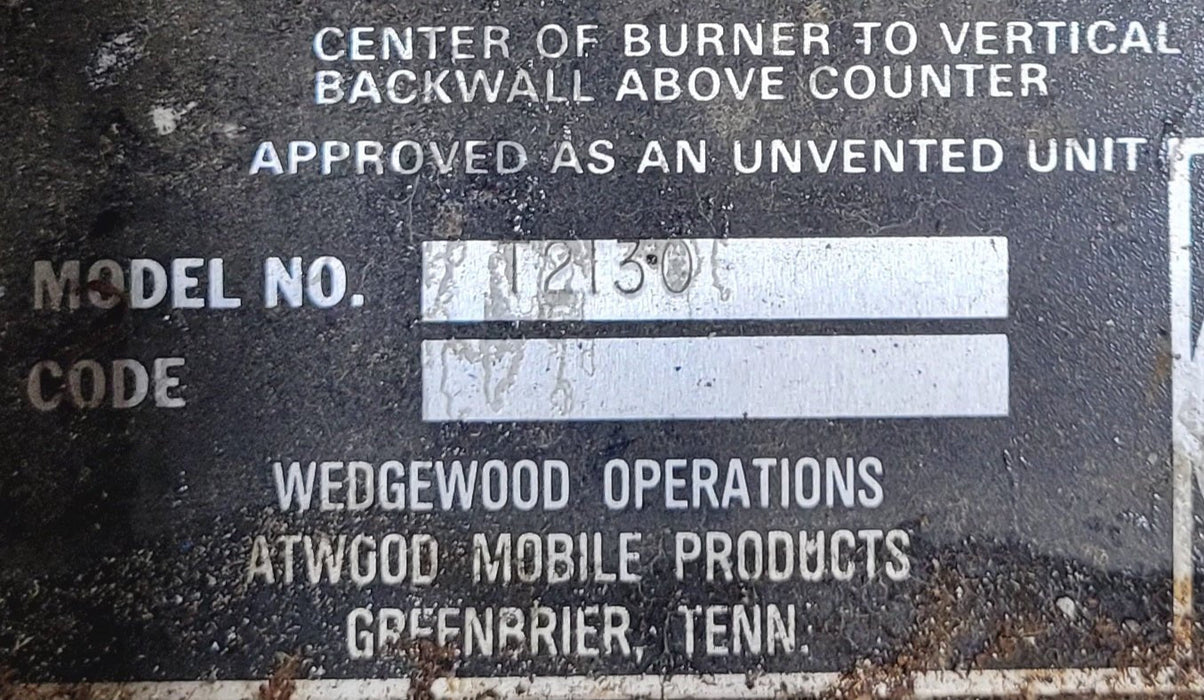 CENTER OF BURNER TO VERTICAL
BACKWALL ABOVE COUNTER
APPROVED AS AN UNVENTED UNIT
MODEL NO. T2130
CODE
WEDGEWOOD OPERATIONS
ATWOOD MOBILE PRODUCTS
GREENBRIER, TENN.